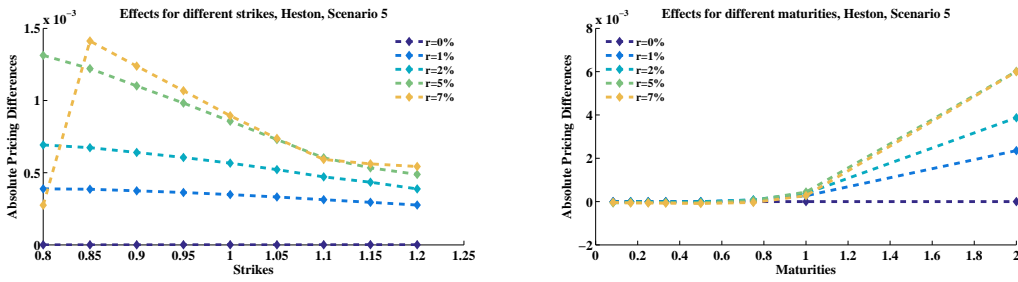 Effects for different strikes, Heston, Scenario 5
x 10⁻³
Absolute Pricing Differences
1.5
1
0.5
0
0.8 0.85 0.9 0.95 1 1.05 1.1 1.15 1.2 1.25
Strikes
r=0%
r=1%
r=2%
r=5%
r=7%
Effects for different maturities, Heston, Scenario 5
x 10⁻³
Absolute Pricing Differences
8
6
4
2
0
−2
0 0.2 0.4 0.6 0.8 1 1.2 1.4 1.6 1.8 2
Maturities
r=0%
r=1%
r=2%
r=5%
r=7%